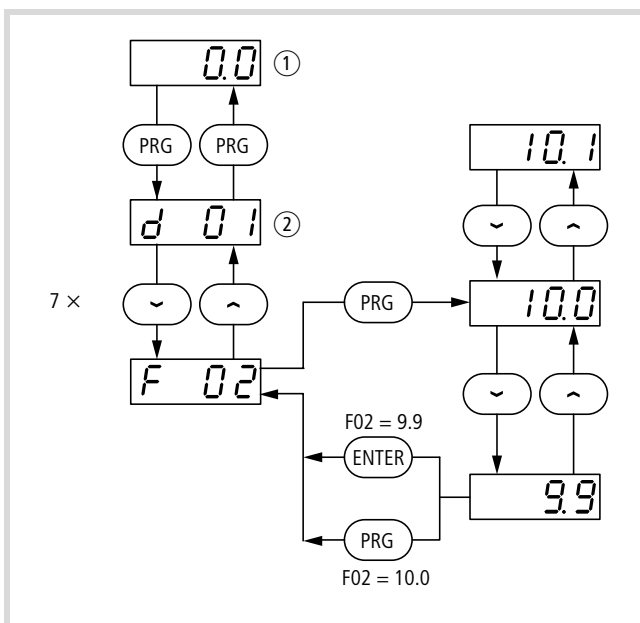 0.0 ①
PRG PRG
10.1
d 01 ②
7 ×
PRG
10.0
F 02
F02 = 9.9
ENTER
9.9
PRG
F02 = 10.0